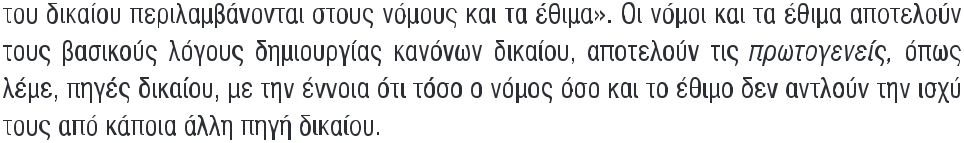 του δικαίου περιλαμβάνονται στους νόμους και τα έθιμα». Οι νόμοι και τα έθιμα αποτελούν
τους βασικούς λόγους δημιουργίας κανόνων δικαίου, αποτελούν τις πρωτογενείς, όπως
λέμε, πηγές δικαίου, με την έννοια ότι τόσο ο νόμος όσο και το έθιμο δεν αντλούν την ισχύ
τους από κάποια άλλη πηγή δικαίου.